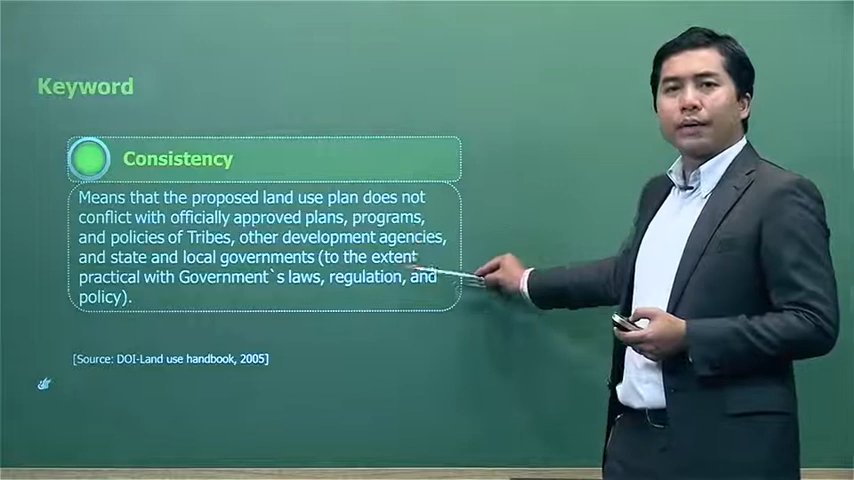 Keyword
Consistency
Means that the proposed land use plan does not
conflict with officially approved plans, programs,
and policies of Tribes, other development agencies,
and state and local governments (to the extent
practical with Government`s laws, regulation, and
policy).
[Source: DOI-Land use handbook, 2005]